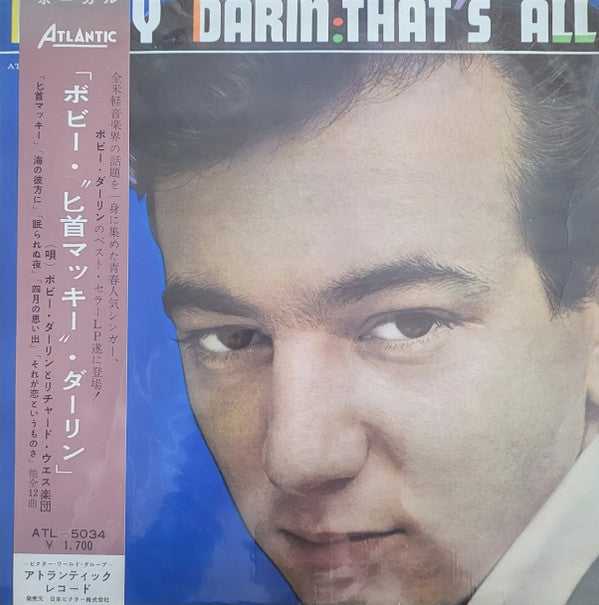 ボーカル
Y DARIN:THAT'S ALL
ATLANTIC
AT
全米軽音楽界の話題を一身に集めた青春人気シンガー、
ボビー・ダーリンのベスト・セラーLP遂に登場!
「ボビー・〝匕首マッキー〟・ダーリン」
(唄)ボビー・ダーリンとリチャード・ウエス楽団
「匕首マッキー」「海の彼方に」「眠られぬ夜」「四月の思い出」「それが恋というものさ」他全12曲
ATL-5034
¥ 1,700
-ビクター・ワールド・グループ-
アトランティック
レコード
発売元 日本ビクター株式会社